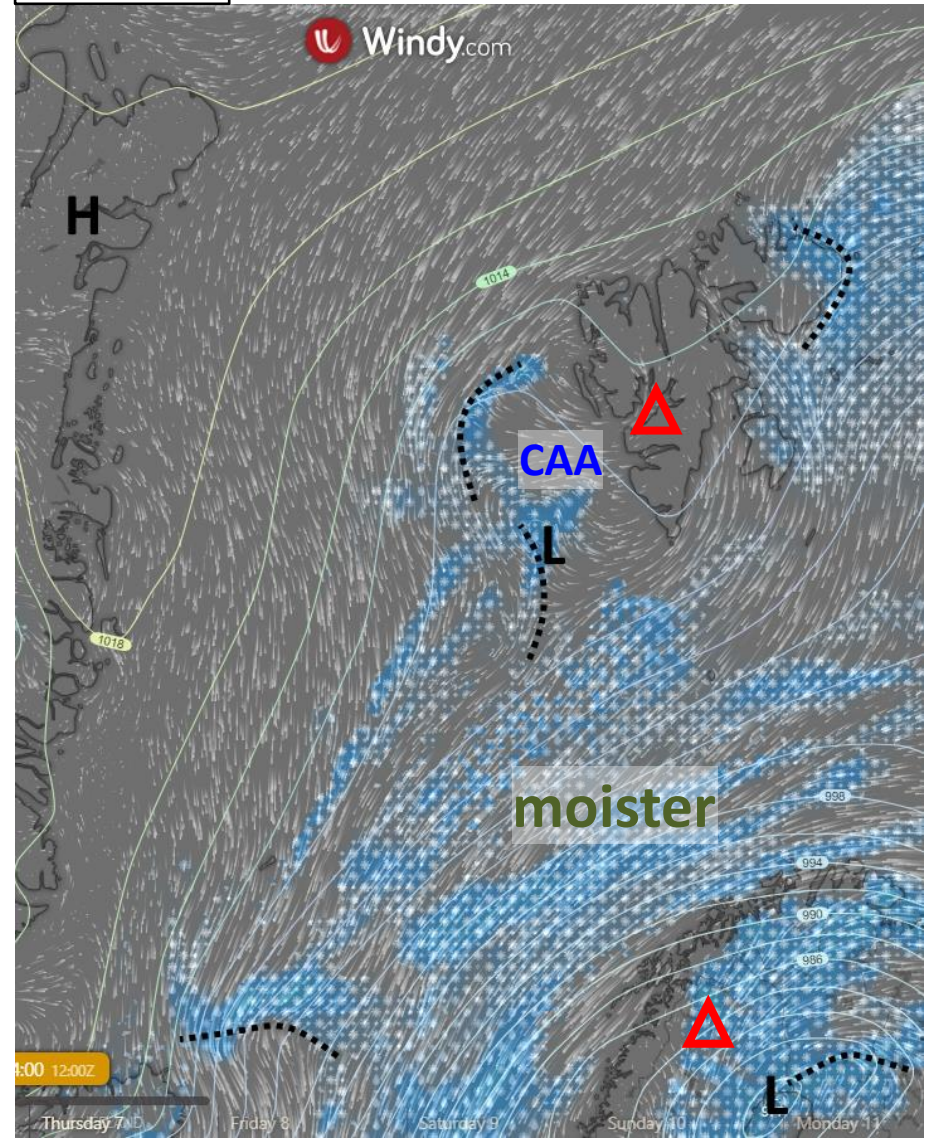 Windy.com
H
1014
CAA
L
1018
moister
998
994
990
986
4:00 12:00Z
L
Thursday 7
Friday 8
Saturday 9
Sunday 10
Monday 11